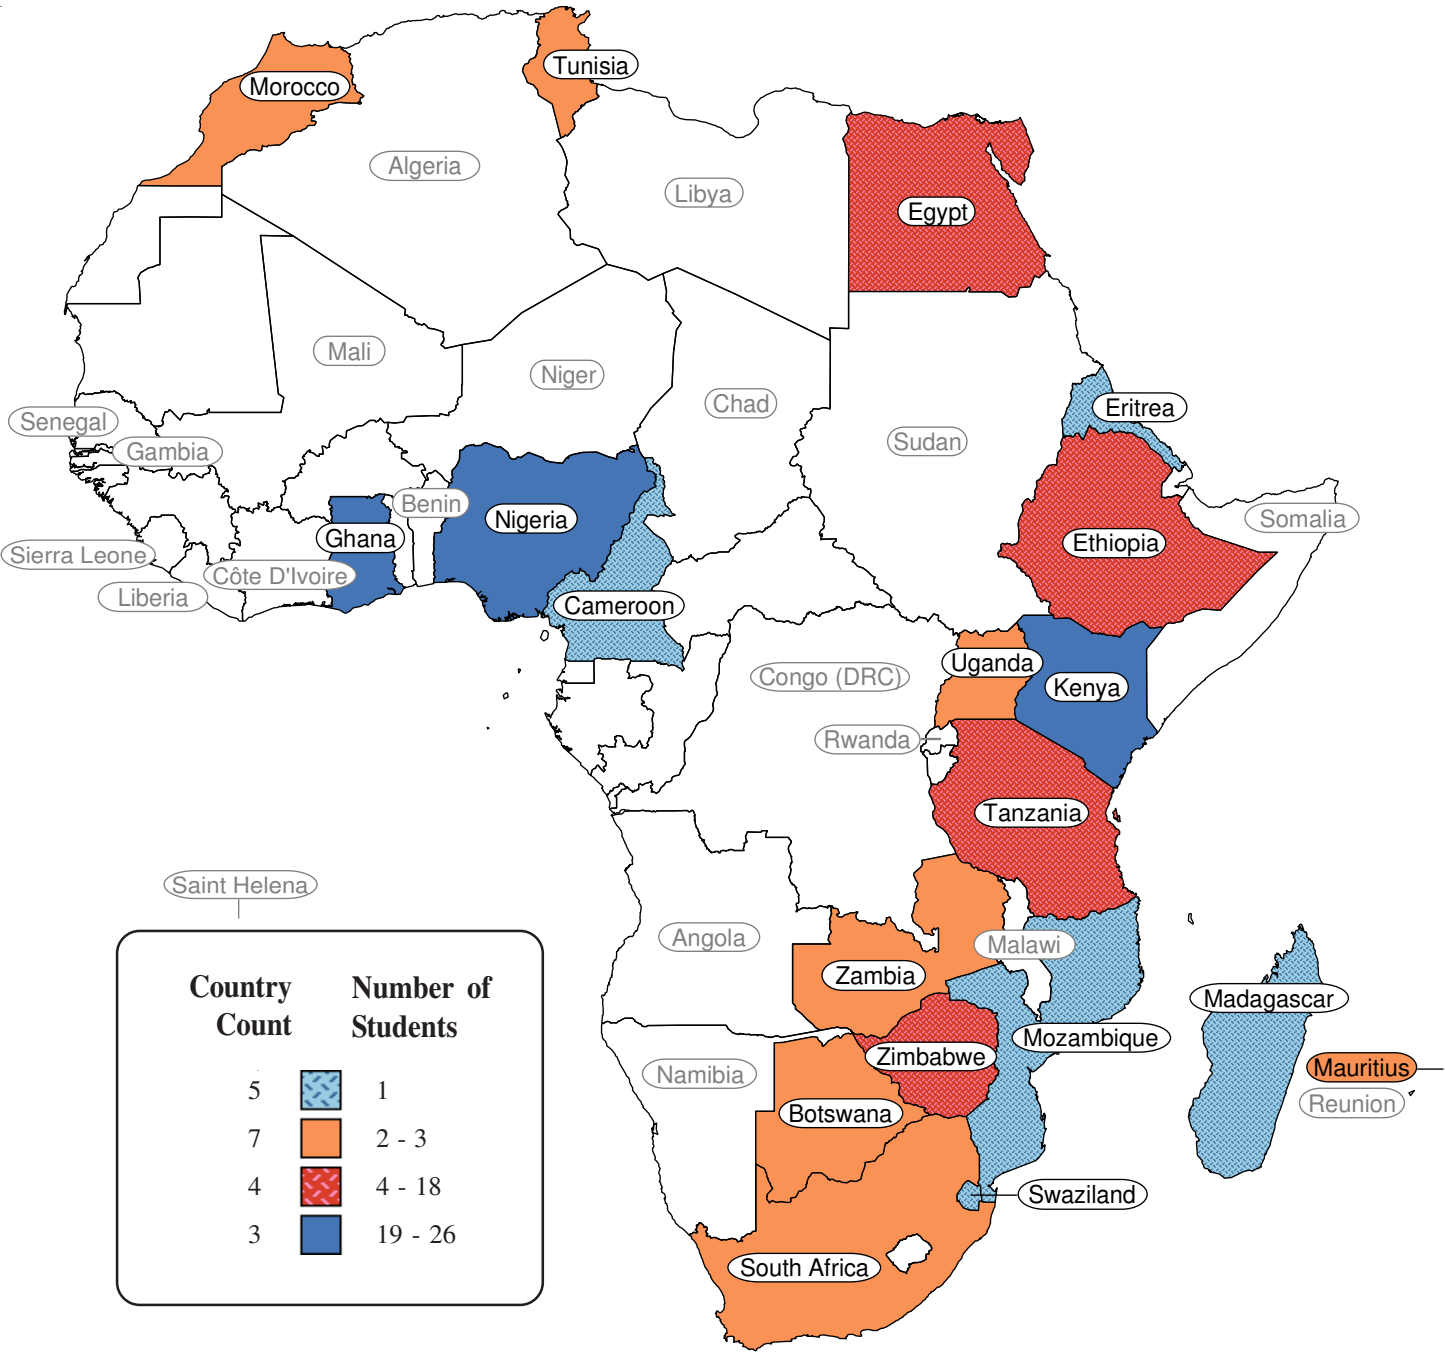 Tunisia
Morocco
Algeria
Libya
Egypt
Mali
Niger
Chad
Eritrea
Senegal
Sudan
Gambia
Benin
Nigeria
Somalia
Ghana
Ethiopia
Sierra Leone
Côte D'Ivoire
Liberia
Cameroon
Uganda
Congo (DRC)
Kenya
Rwanda
Tanzania
Saint Helena
Angola
Malawi
Zambia
Madagascar
Mozambique
Zimbabwe
Mauritius
Namibia
Reunion
Botswana
Swaziland
South Africa
Country Number of
Count Students
5 1
7 2 - 3
4 4 - 18
3 19 - 26